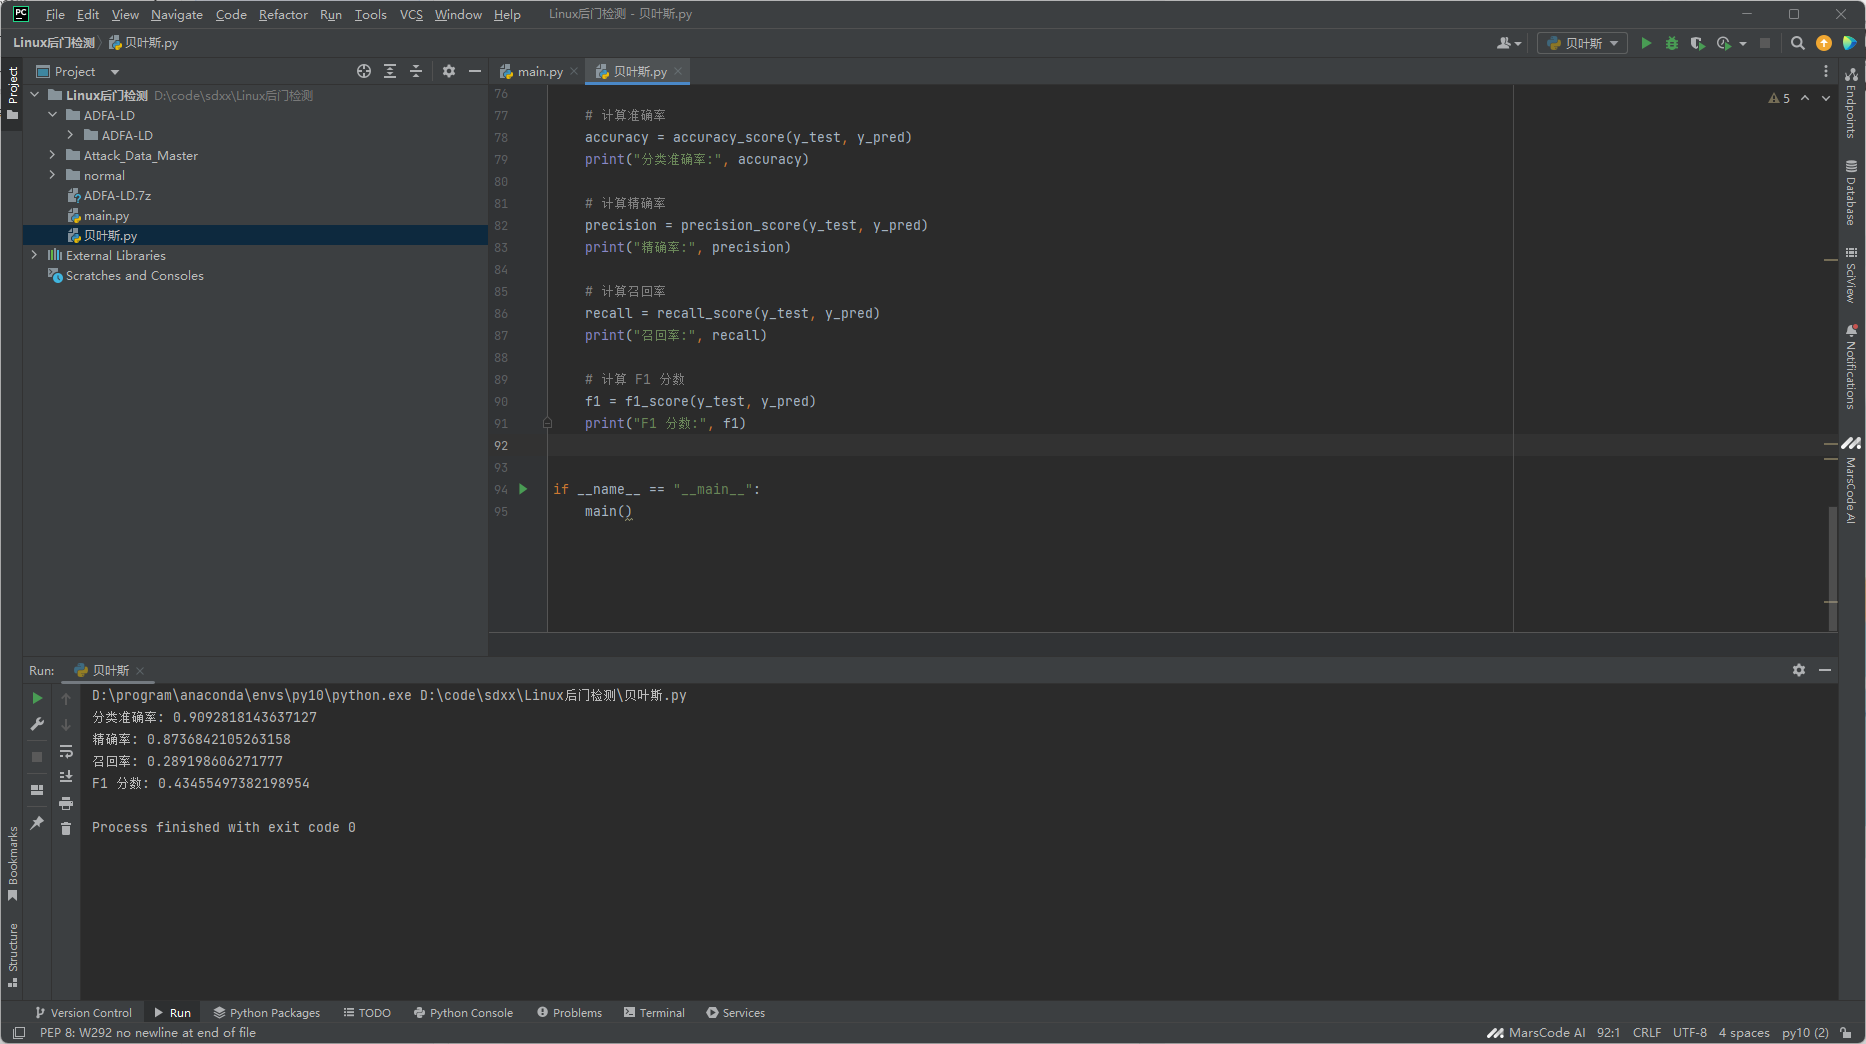 PC File Edit View Navigate Code Refactor Run Tools VCS Window Help Linux后门检测 - 贝叶斯.py
Linux后门检测 贝叶斯.py 贝叶斯
Project
Project
Linux后门检测 D:\code\sdxx\Linux后门检测
ADFA-LD
ADFA-LD
Attack_Data_Master
normal
ADFA-LD.7z
main.py
贝叶斯.py
External Libraries
Scratches and Consoles
main.py 贝叶斯.py
5
76
77 # 计算准确率
78 accuracy = accuracy_score(y_test, y_pred)
79 print("分类准确率:", accuracy)
80
81 # 计算精确率
82 precision = precision_score(y_test, y_pred)
83 print("精确率:", precision)
84
85 # 计算召回率
86 recall = recall_score(y_test, y_pred)
87 print("召回率:", recall)
88
89 # 计算 F1 分数
90 f1 = f1_score(y_test, y_pred)
91 print("F1 分数:", f1)
92
93
94 if __name__ == "__main__":
95 main()
Endpoints
Database
SciView
Notifications
MarsCode AI
Run: 贝叶斯
D:\program\anaconda\envs\py10\python.exe D:\code\sdxx\Linux后门检测\贝叶斯.py
分类准确率: 0.9092818143637127
精确率: 0.8736842105263158
召回率: 0.289198606271777
F1 分数: 0.43455497382198954
Process finished with exit code 0
Bookmarks
Structure
Version Control Run Python Packages TODO Python Console Problems Terminal Services
PEP 8: W292 no newline at end of file MarsCode AI 92:1 CRLF UTF-8 4 spaces py10 (2)